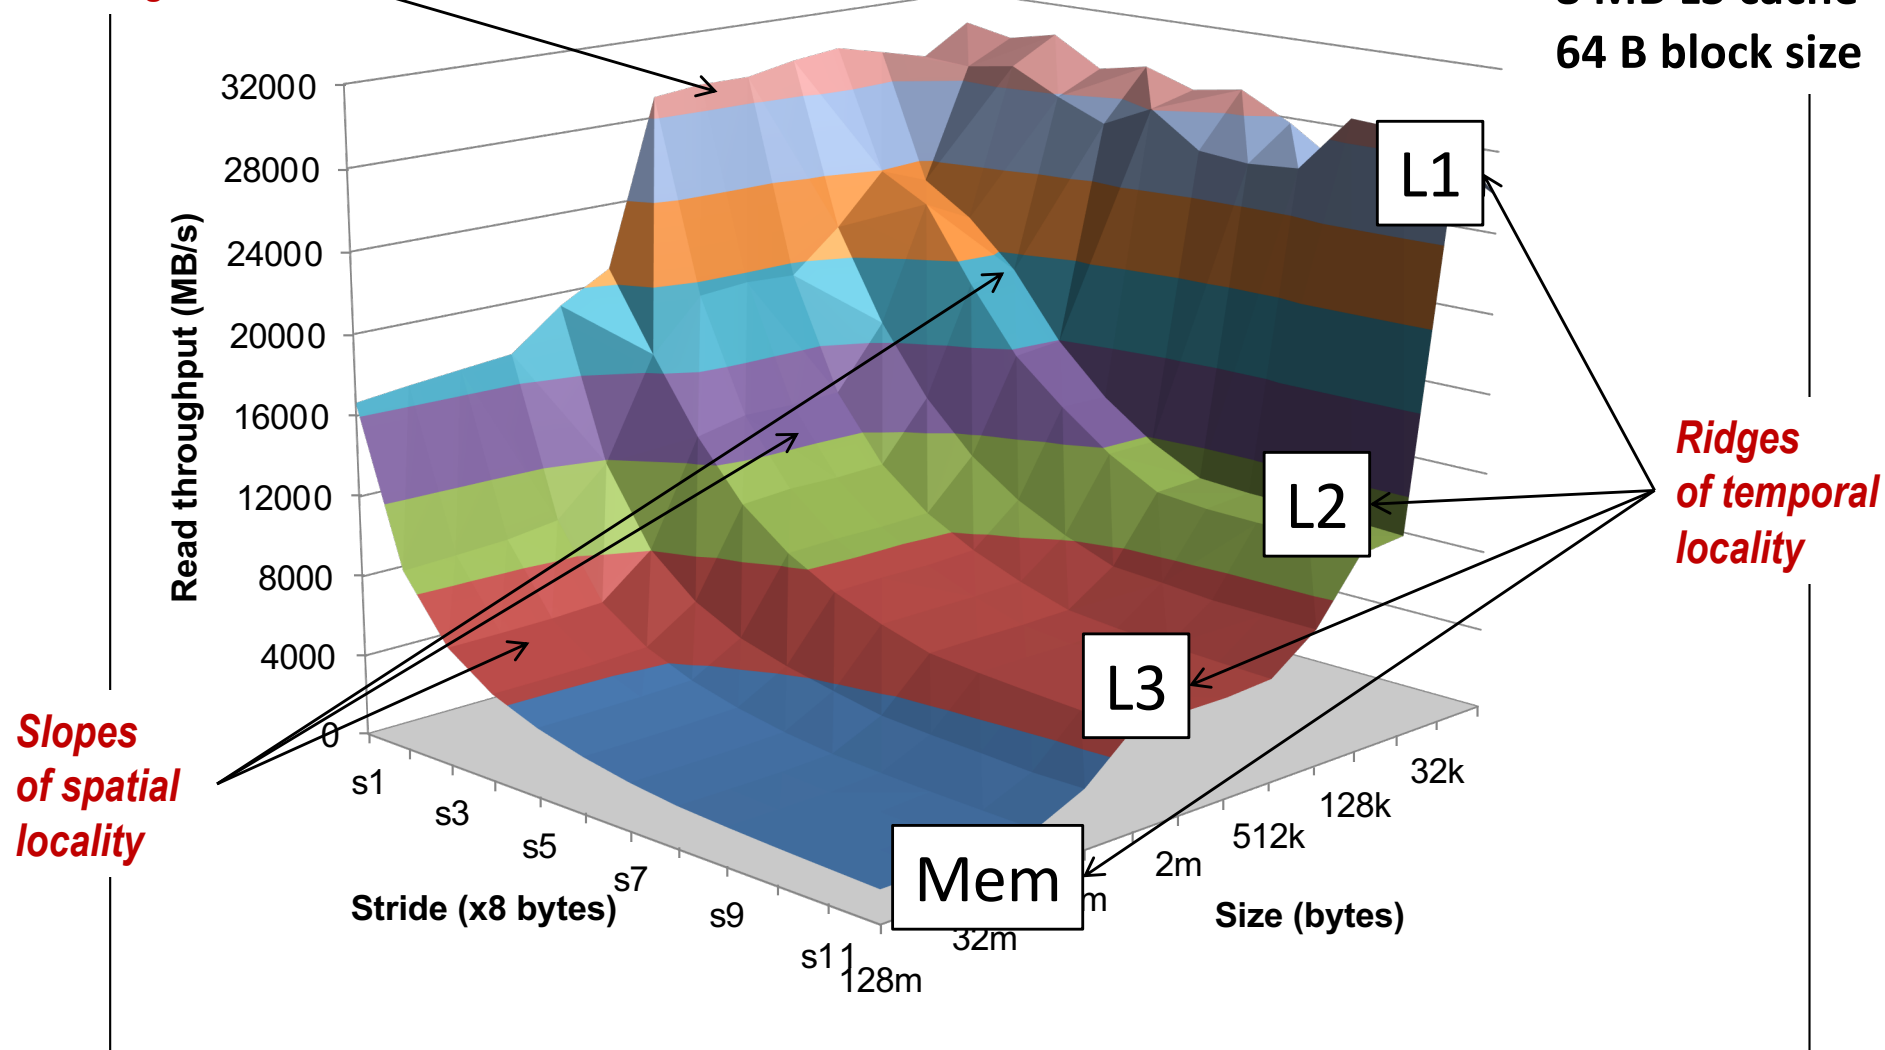 64 B block size
32000
28000
24000
20000
16000
12000
8000
4000
0
Read throughput (MB/s)
L1
L2
L3
Mem
Ridges
of temporal
locality
Slopes
of spatial
locality
s1
s3
s5
s7
s9
s11
Stride (x8 bytes)
128m
32m
m
2m
512k
128k
32k
Size (bytes)